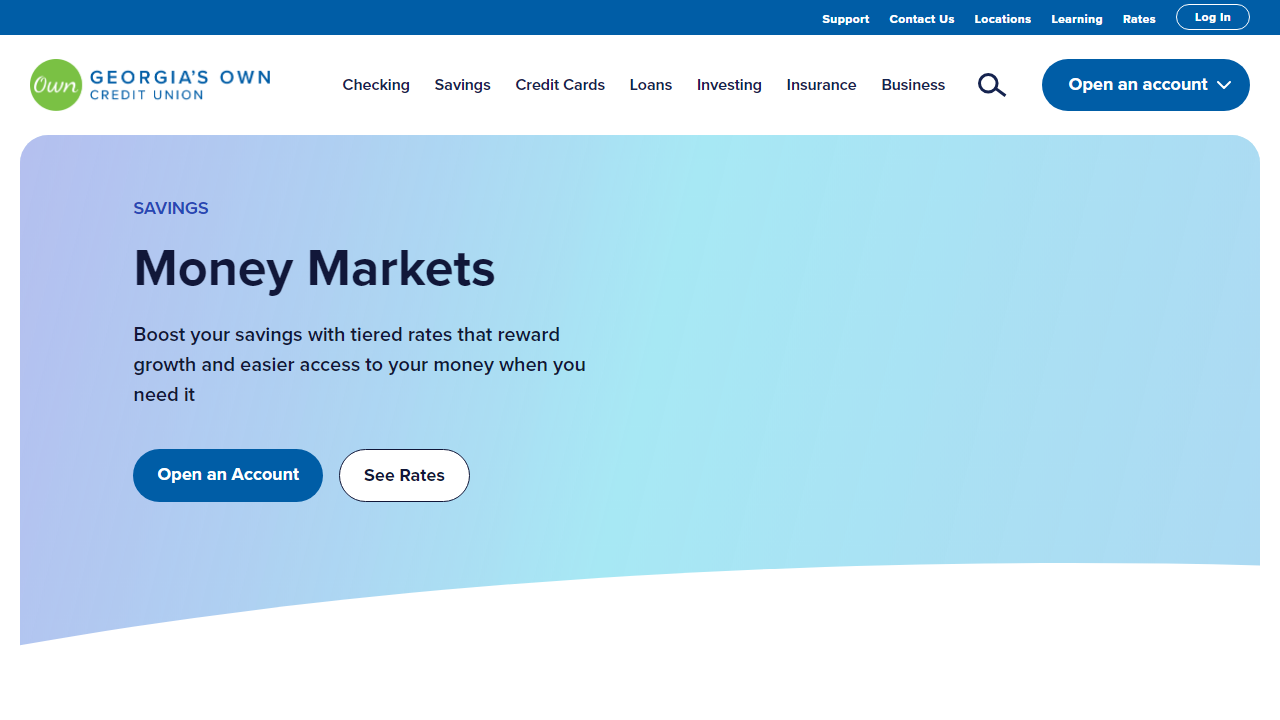 Support Contact Us Locations Learning Rates Log In
Own GEORGIA'S OWN
CREDIT UNION
Checking Savings Credit Cards Loans Investing Insurance Business Open an account
SAVINGS
Money Markets
Boost your savings with tiered rates that reward
growth and easier access to your money when you
need it
Open an Account See Rates